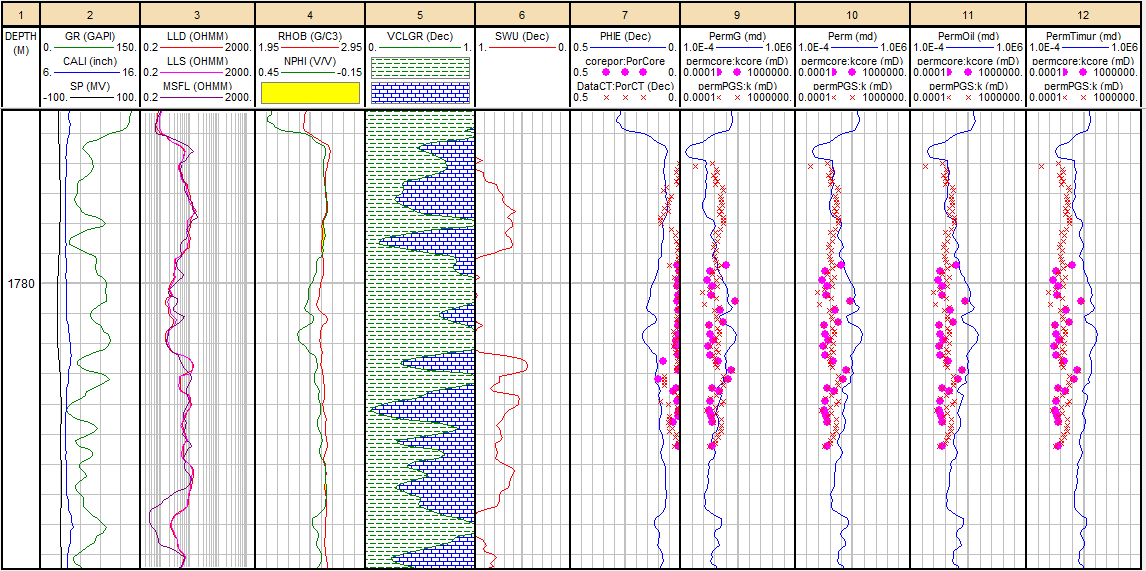 1 2 3 4 5 6 7 9 10 11 12
DEPTH (M)
GR (GAPI)
0. 150.
CALI (inch)
6. 16.
SP (MV)
-100. 100.
LLD (OHMM)
0.2 2000.
LLS (OHMM)
0.2 2000.
MSFL (OHMM)
0.2 2000.
RHOB (G/C3)
1.95 2.95
NPHI (V/V)
0.45 -0.15
VCLGR (Dec)
0. 1.
SWU (Dec)
1. 0.
PHIE (Dec)
0.5 0.
corepor:PorCore
0.5 0.
DataCT:PorCT (Dec)
0.5 0.
PermG (mD)
1.0E-4 1.0E6
permcore:kcore (mD)
0.0001 1000000.
permPGS:k (mD)
0.0001 1000000.
Perm (md)
1.0E-4 1.0E6
permcore:kcore (mD)
0.0001 1000000.
permPGS:k (mD)
0.0001 1000000.
PermOil (md)
1.0E-4 1.0E6
permcore:kcore (mD)
0.0001 1000000.
permPGS:k (mD)
0.0001 1000000.
PermTimur (md)
1.0E-4 1.0E6
permcore:kcore (mD)
0.0001 1000000.
permPGS:k (mD)
0.0001 1000000.
1780